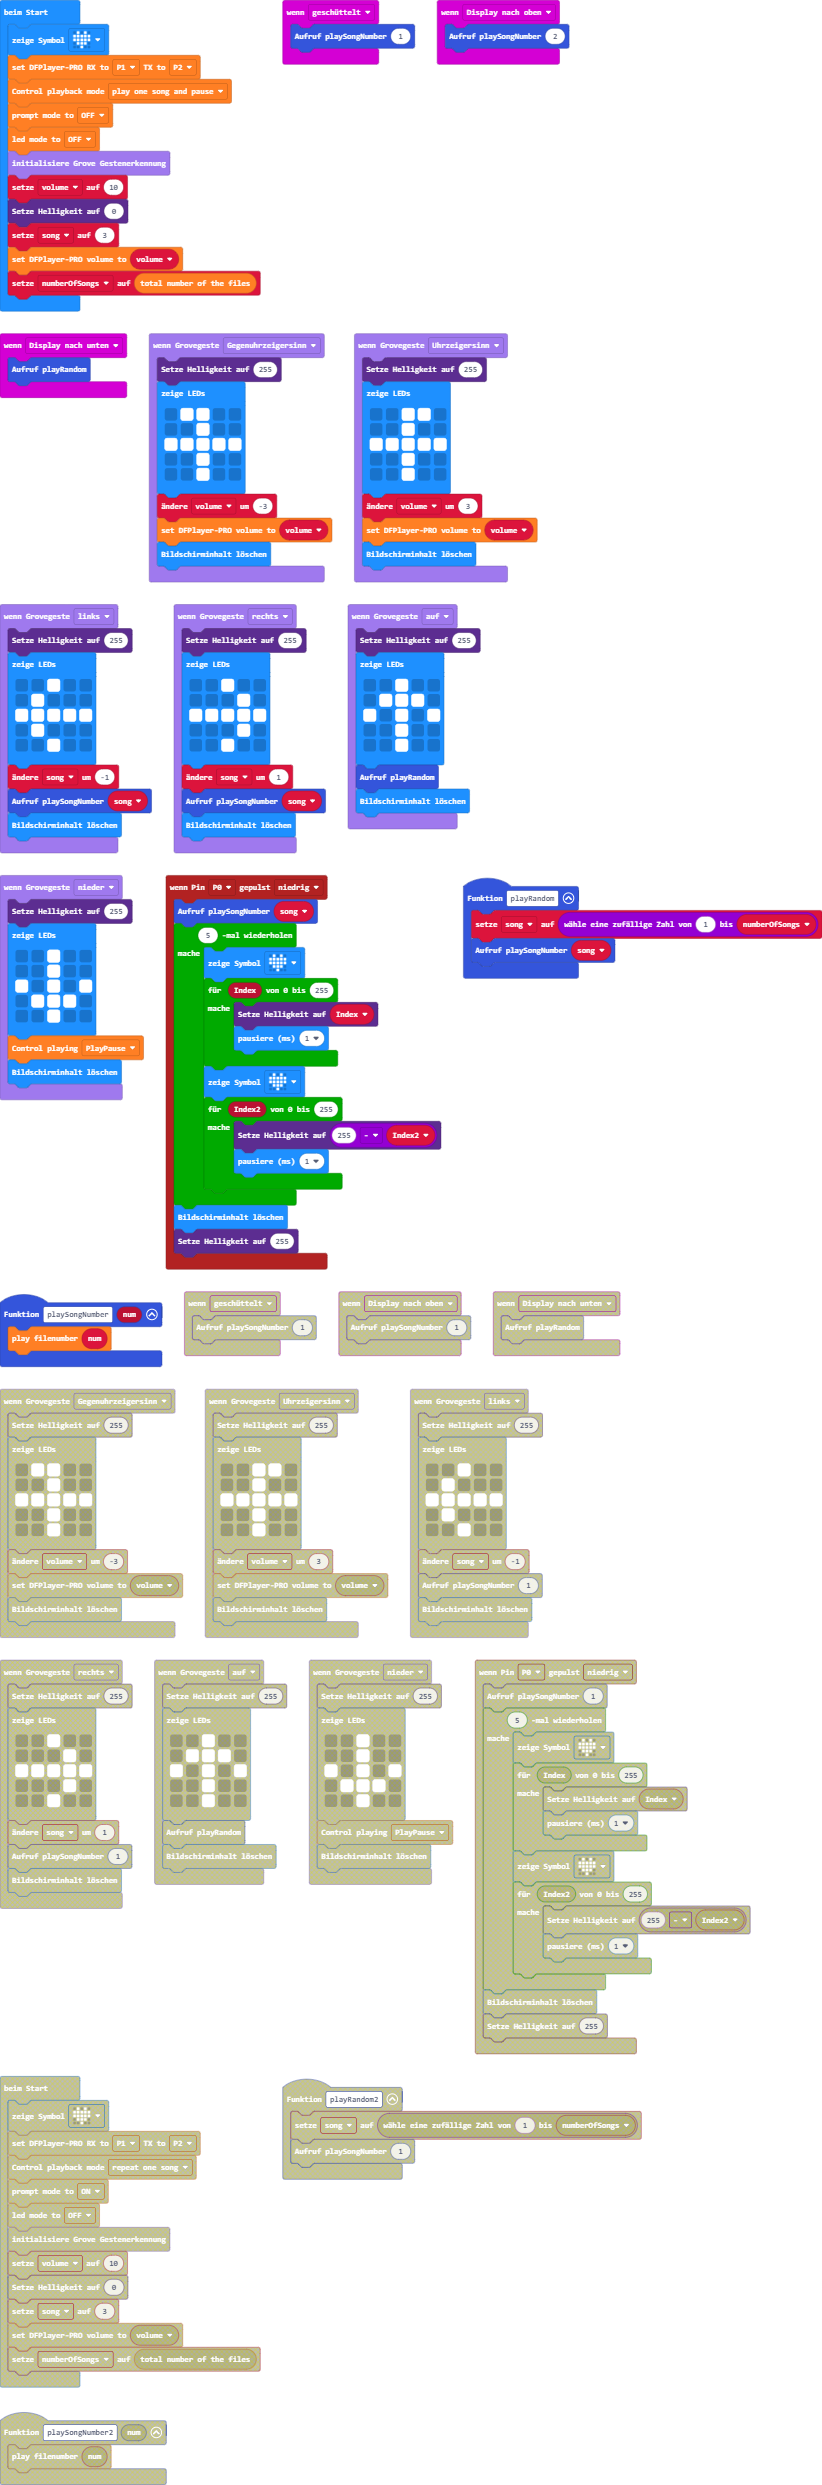 beim Start
zeige Symbol
set DFPlayer-PRO RX to P1 TX to P2
Control playback mode play one song and pause
prompt mode to OFF
led mode to OFF
initialisiere Grove Gestenerkennung
setze volume auf 10
Setze Helligkeit auf 0
setze song auf 3
set DFPlayer-PRO volume to volume
setze numberOfSongs auf total number of the files
wenn geschüttelt
Aufruf playSongNumber 1
wenn Display nach oben
Aufruf playSongNumber 2
wenn Display nach unten
Aufruf playRandom
wenn Grovegeste Gegenuhrzeigersinn
Setze Helligkeit auf 255
zeige LEDs
ändere volume um -3
set DFPlayer-PRO volume to volume
Bildschirminhalt löschen
wenn Grovegeste Uhrzeigersinn
Setze Helligkeit auf 255
zeige LEDs
ändere volume um 3
set DFPlayer-PRO volume to volume
Bildschirminhalt löschen
wenn Grovegeste links
Setze Helligkeit auf 255
zeige LEDs
ändere song um -1
Aufruf playSongNumber song
Bildschirminhalt löschen
wenn Grovegeste rechts
Setze Helligkeit auf 255
zeige LEDs
ändere song um 1
Aufruf playSongNumber song
Bildschirminhalt löschen
wenn Grovegeste auf
Setze Helligkeit auf 255
zeige LEDs
Aufruf playRandom
Bildschirminhalt löschen
wenn Grovegeste nieder
Setze Helligkeit auf 255
zeige LEDs
Control playing PlayPause
Bildschirminhalt löschen
wenn Pin P0 gepulst niedrig
Aufruf playSongNumber song
5 -mal wiederholen
mache
zeige Symbol
für Index von 0 bis 255
mache
Setze Helligkeit auf Index
pausiere (ms) 1
zeige Symbol
für Index2 von 0 bis 255
mache
Setze Helligkeit auf 255 - Index2
pausiere (ms) 1
Bildschirminhalt löschen
Setze Helligkeit auf 255
Funktion playRandom
setze song auf wähle eine zufällige Zahl von 1 bis numberOfSongs
Aufruf playSongNumber song
Funktion playSongNumber num
play filenumber num
wenn geschüttelt
Aufruf playSongNumber 1
wenn Display nach oben
Aufruf playSongNumber 1
wenn Display nach unten
Aufruf playRandom
wenn Grovegeste Gegenuhrzeigersinn
Setze Helligkeit auf 255
zeige LEDs
ändere volume um -3
set DFPlayer-PRO volume to volume
Bildschirminhalt löschen
wenn Grovegeste Uhrzeigersinn
Setze Helligkeit auf 255
zeige LEDs
ändere volume um 3
set DFPlayer-PRO volume to volume
Bildschirminhalt löschen
wenn Grovegeste links
Setze Helligkeit auf 255
zeige LEDs
ändere song um -1
Aufruf playSongNumber 1
Bildschirminhalt löschen
wenn Grovegeste rechts
Setze Helligkeit auf 255
zeige LEDs
ändere song um 1
Aufruf playSongNumber 1
Bildschirminhalt löschen
wenn Grovegeste auf
Setze Helligkeit auf 255
zeige LEDs
Aufruf playRandom
Bildschirminhalt löschen
wenn Grovegeste nieder
Setze Helligkeit auf 255
zeige LEDs
Control playing PlayPause
Bildschirminhalt löschen
wenn Pin P0 gepulst niedrig
Aufruf playSongNumber 1
5 -mal wiederholen
mache
zeige Symbol
für Index von 0 bis 255
mache
Setze Helligkeit auf Index
pausiere (ms) 1
zeige Symbol
für Index2 von 0 bis 255
mache
Setze Helligkeit auf 255 - Index2
pausiere (ms) 1
Bildschirminhalt löschen
Setze Helligkeit auf 255
beim Start
zeige Symbol
set DFPlayer-PRO RX to P1 TX to P2
Control playback mode repeat one song
prompt mode to ON
led mode to OFF
initialisiere Grove Gestenerkennung
setze volume auf 10
Setze Helligkeit auf 0
setze song auf 3
set DFPlayer-PRO volume to volume
setze numberOfSongs auf total number of the files
Funktion playRandom2
setze song auf wähle eine zufällige Zahl von 1 bis numberOfSongs
Aufruf playSongNumber 1
Funktion playSongNumber2 num
play filenumber num